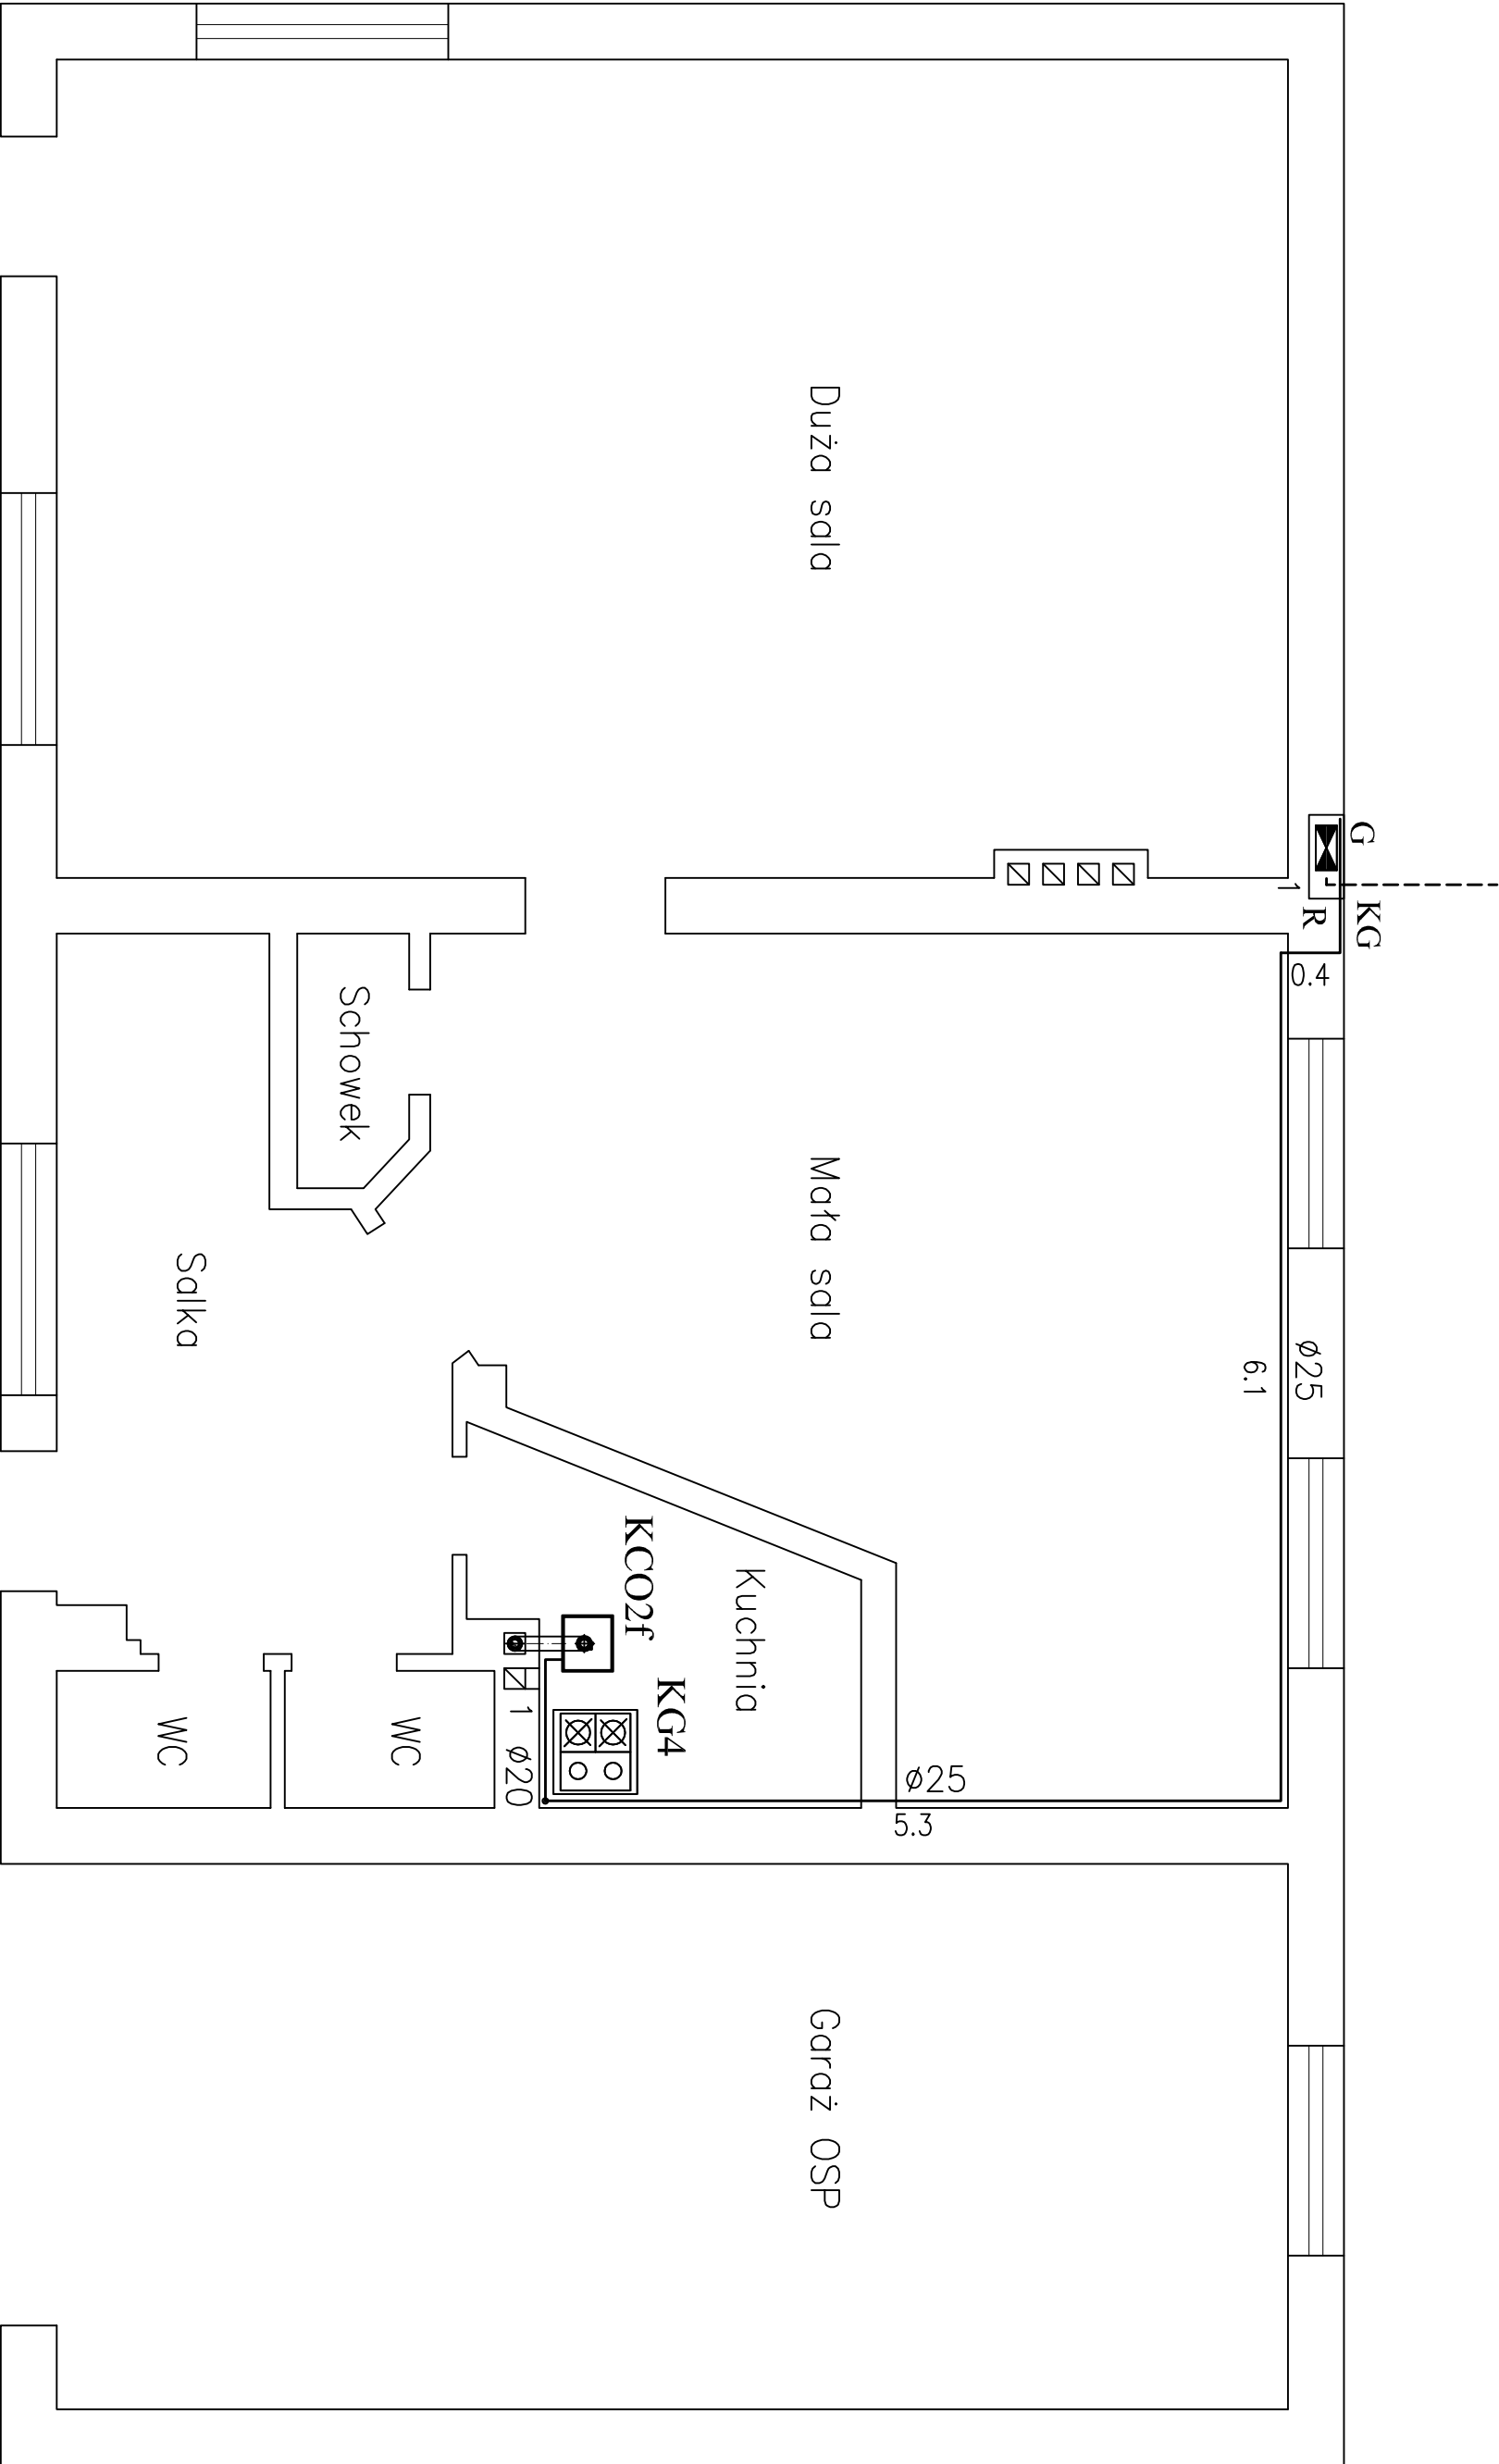 G
KG
1
R
0.4
Duża sala
Mała sala
ø25
6.1
Schowek
Salka
Kuchnia
KCO2f
KG4
1 ø20
ø25
5.3
WC
WC
Garaż OSP